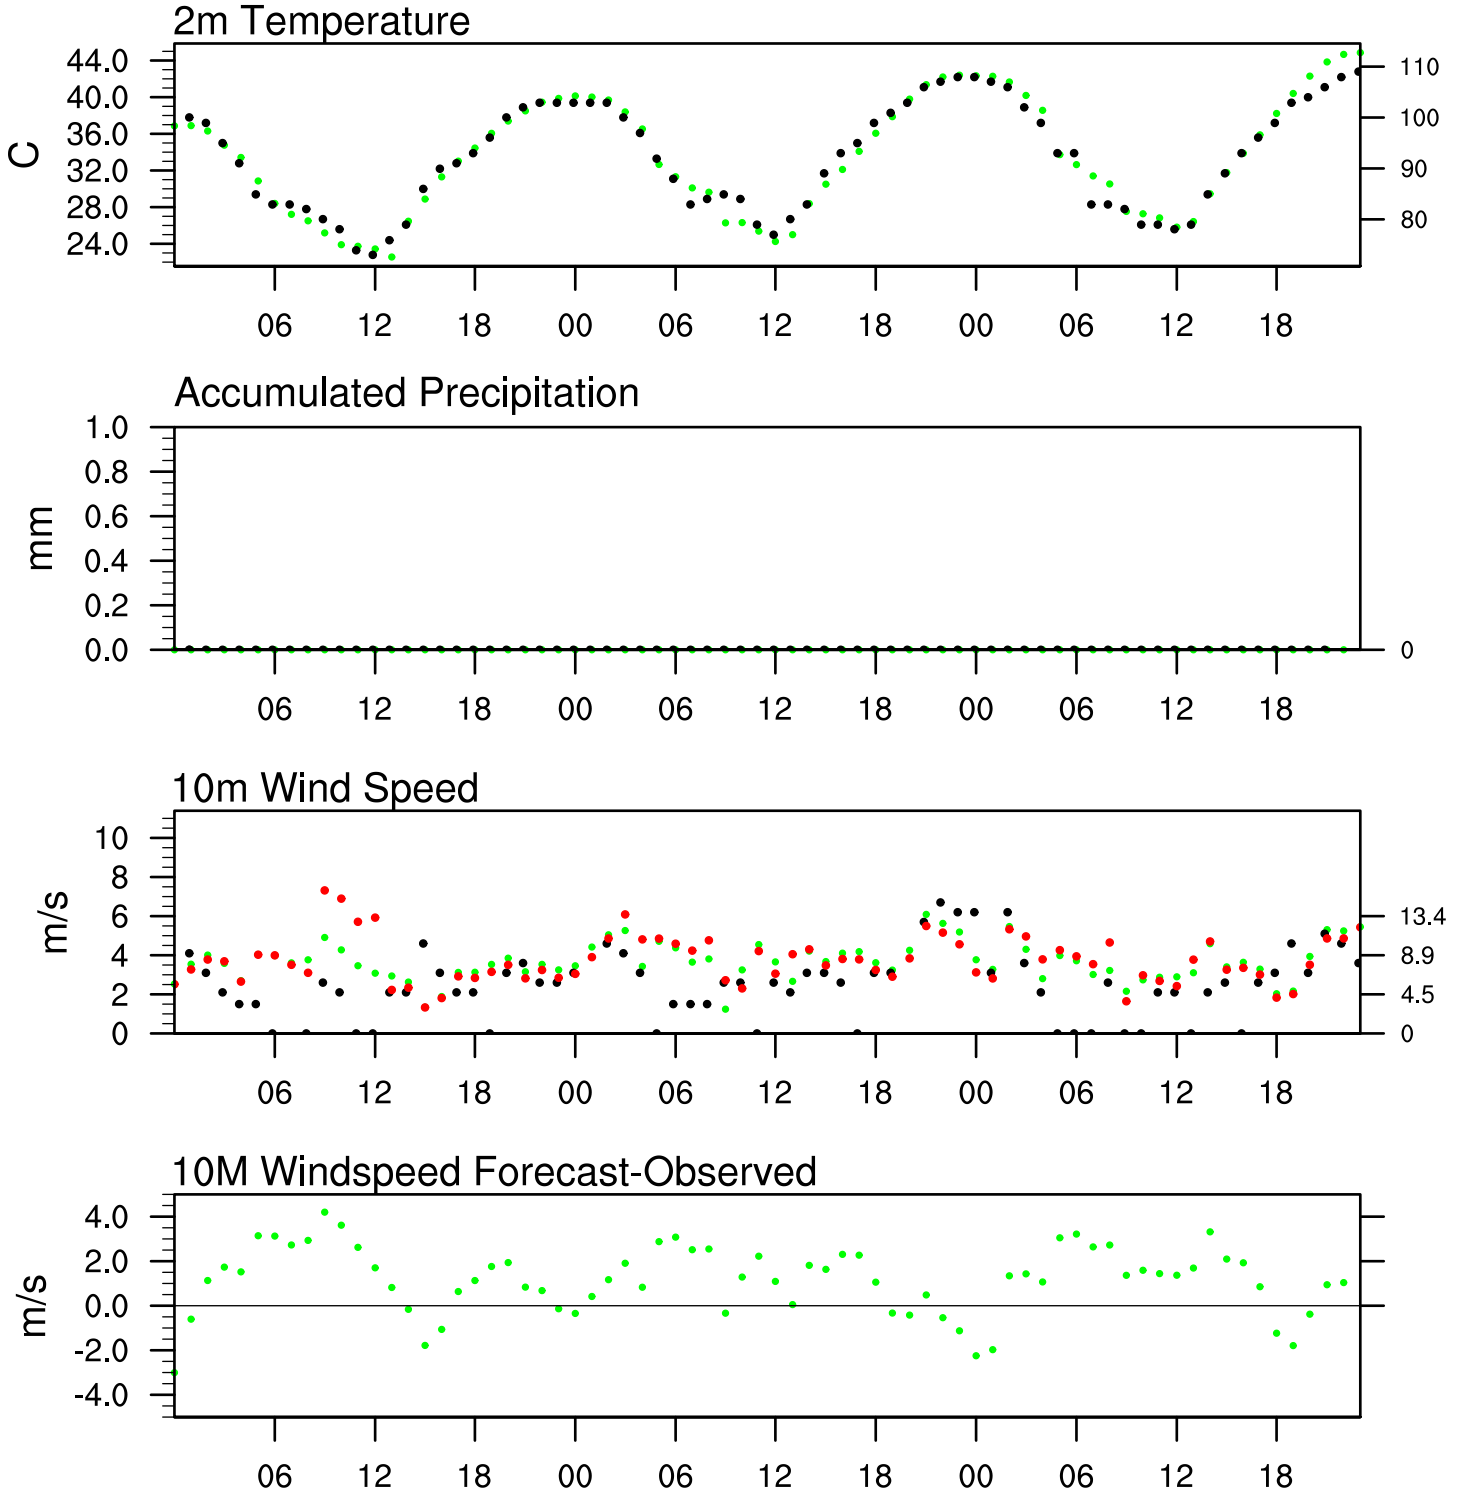 2m Temperature
44.0
40.0
36.0
32.0
28.0
24.0
C
110
100
90
80
06 12 18 00 06 12 18 00 06 12 18
Accumulated Precipitation
1.0
0.8
0.6
0.4
0.2
0.0
mm
0
06 12 18 00 06 12 18 00 06 12 18
10m Wind Speed
10
8
6
4
2
0
m/s
13.4
8.9
4.5
0
06 12 18 00 06 12 18 00 06 12 18
10M Windspeed Forecast-Observed
4.0
2.0
0.0
-2.0
-4.0
m/s
06 12 18 00 06 12 18 00 06 12 18